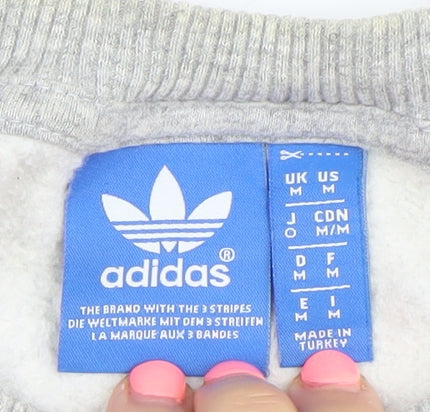 adidas®
THE BRAND WITH THE 3 STRIPES
DIE WELTMARKE MIT DEN 3 STREIFEN
LA MARQUE AUX 3 BANDES
UK US
M M
J CDN
O M/M
D F
M M
E I
M M
MADE IN
TURKEY